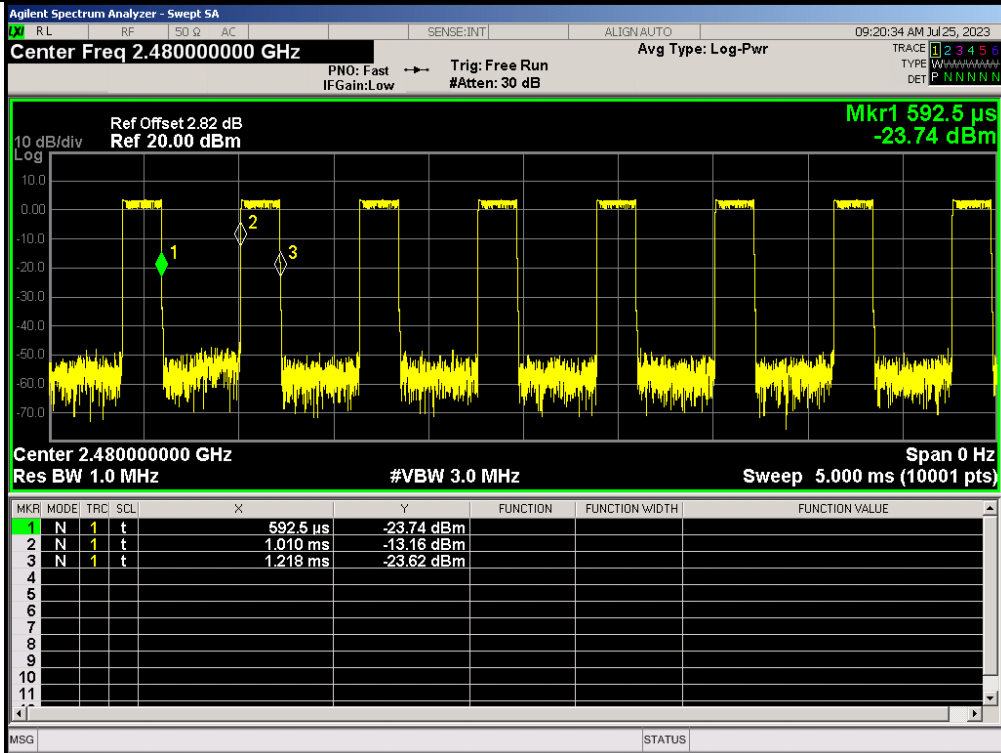 Agilent Spectrum Analyzer - Swept SA
LXI RL RF 50 Ω AC SENSE:INT ALIGN AUTO 09:20:34 AM Jul 25, 2023
Center Freq 2.480000000 GHz Avg Type: Log-Pwr TRACE 1 2 3 4 5 6
PNO: Fast Trig: Free Run TYPE WWWWWW
IFGain:Low #Atten: 30 dB DET P N N N N N
Mkr1 592.5 µs
Ref Offset 2.82 dB
-23.74 dBm
10 dB/div Ref 20.00 dBm
Log
10.0
0.00
2
-10.0
1 3
-20.0
-30.0
-40.0
-50.0
-60.0
-70.0
Center 2.480000000 GHz Span 0 Hz
Res BW 1.0 MHz #VBW 3.0 MHz Sweep 5.000 ms (10001 pts)
MKR MODE TRC SCL X Y FUNCTION FUNCTION WIDTH FUNCTION VALUE
1 N 1 t 592.5 µs -23.74 dBm
2 N 1 t 1.010 ms -13.16 dBm
3 N 1 t 1.218 ms -23.62 dBm
4
5
6
7
8
9
10
11
MSG STATUS